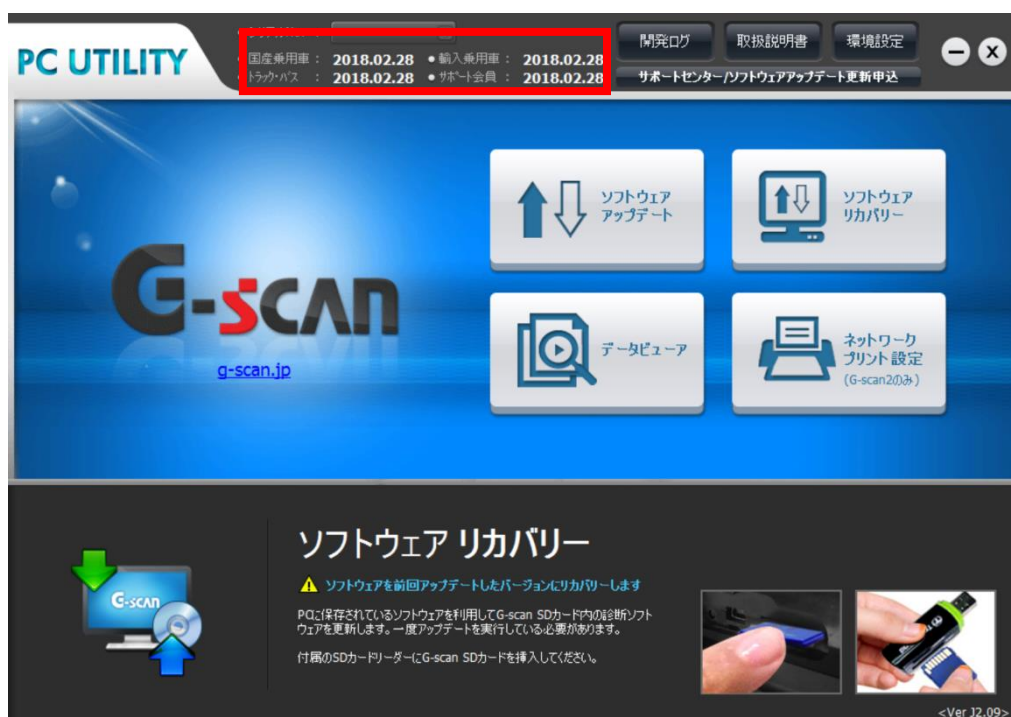 PC UTILITY
国産乗用車 : 2018.02.28 ●輸入乗用車 : 2018.02.28
トラック・バス : 2018.02.28 ●サポート会員 : 2018.02.28
開発ログ
取扱説明書
環境設定
サポートセンター/ソフトウェアアップデート更新申込
G-scan
g-scan.jp
ソフトウェア
アップデート
ソフトウェア
リカバリー
データビューア
ネットワーク
プリント設定
(G-scan2のみ)
G-scan
ソフトウェア リカバリー
ソフトウェアを前回アップデートしたバージョンにリカバリーします
PCに保存されているソフトウェアを利用してG-scan SDカード内の診断ソフト
ウェアを更新します。一度アップデートを実行している必要があります。
付属のSDカードリーダーにG-scan SDカードを挿入してください。
<Ver J2.09>